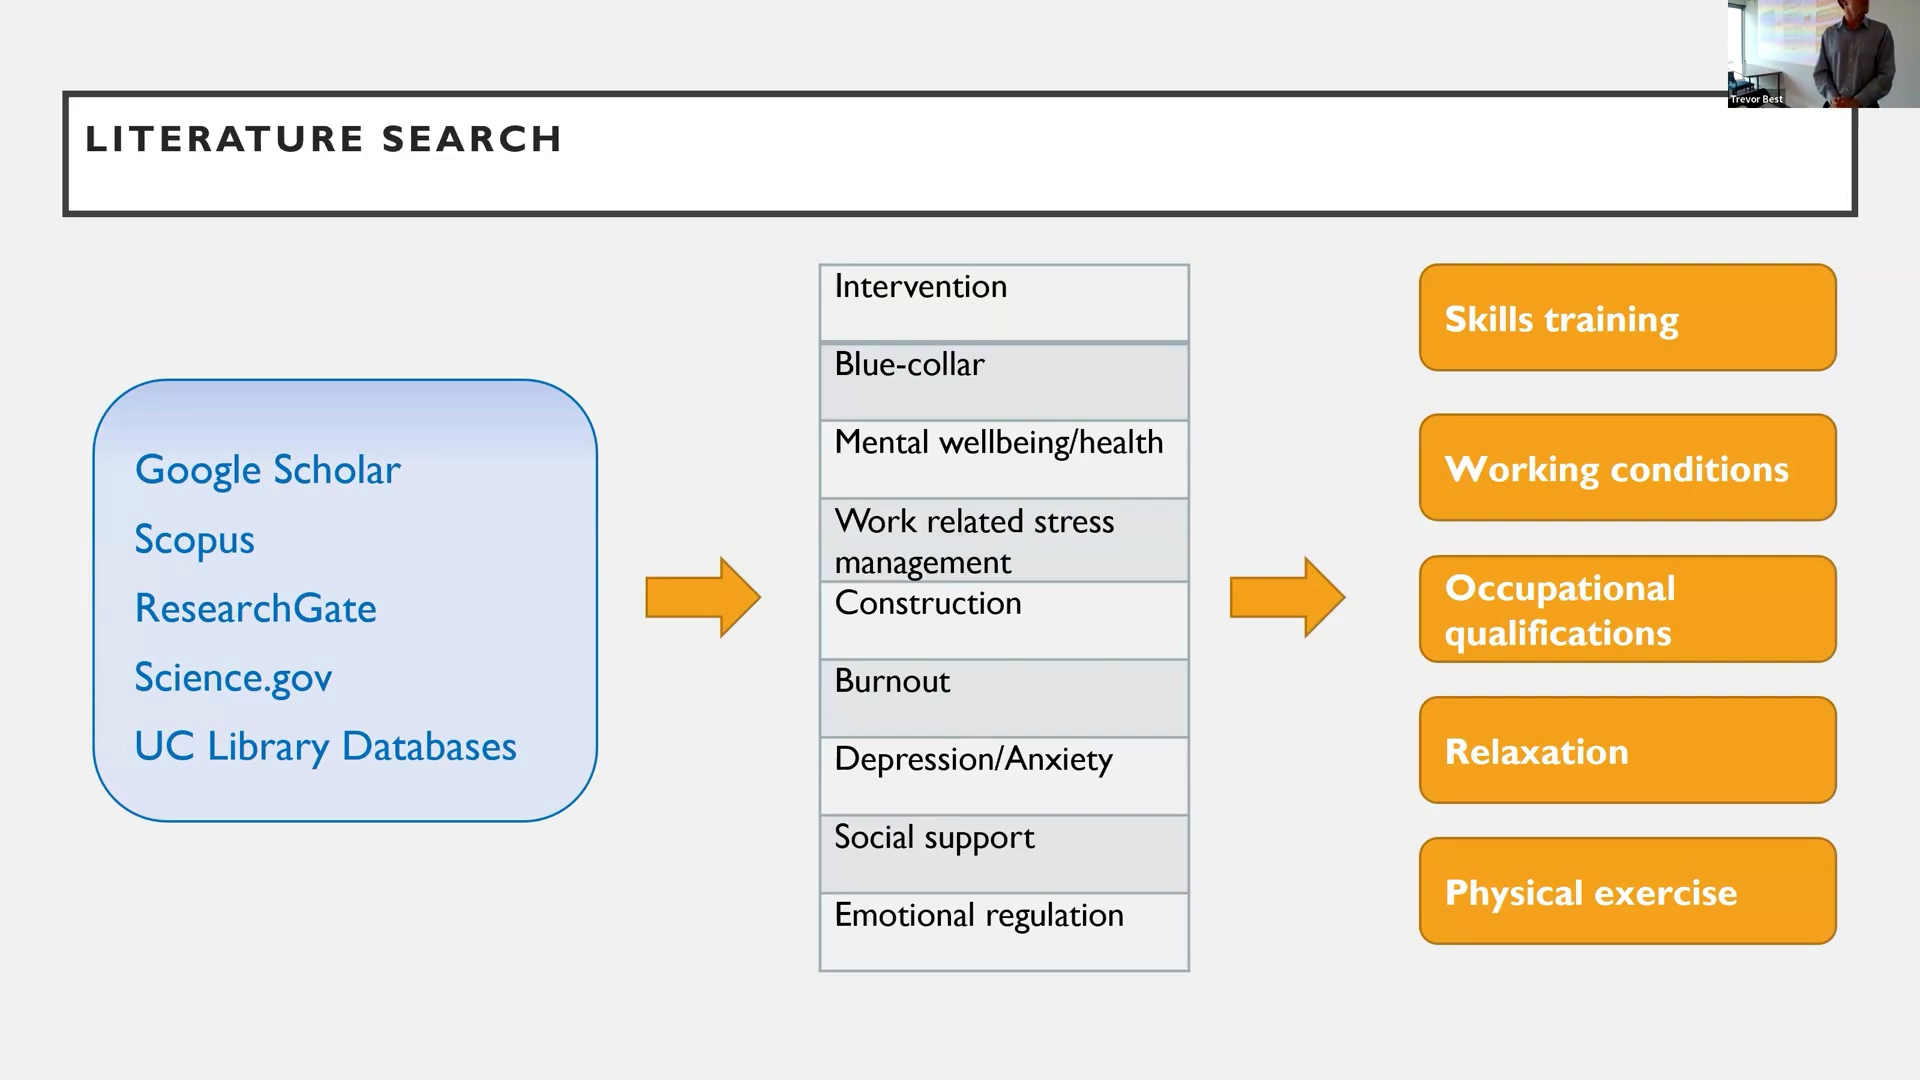 Trevor Best
LITERATURE SEARCH
Google Scholar
Scopus
ResearchGate
Science.gov
UC Library Databases
Intervention
Blue-collar
Mental wellbeing/health
Work related stress
management
Construction
Burnout
Depression/Anxiety
Social support
Emotional regulation
Skills training
Working conditions
Occupational
qualifications
Relaxation
Physical exercise